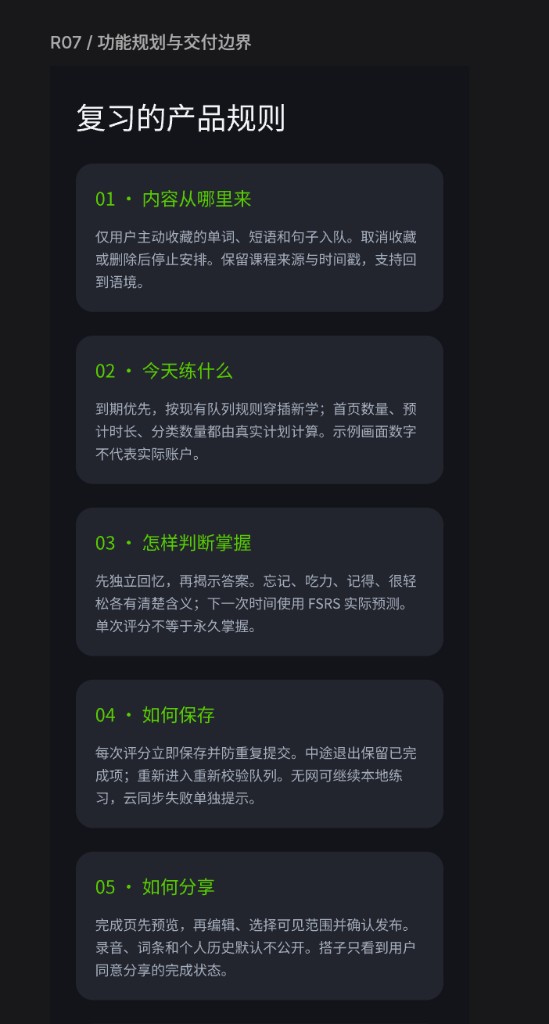 R07 / 功能规划与交付边界
复习的产品规则
01 · 内容从哪里来
仅用户主动收藏的单词、短语和句子入队。取消收藏
或删除后停止安排。保留课程来源与时间戳，支持回
到语境。
02 · 今天练什么
到期优先，按现有队列规则穿插新学；首页数量、预
计时长、分类数量都由真实计划计算。示例画面数字
不代表实际账户。
03 · 怎样判断掌握
先独立回忆，再揭示答案。忘记、吃力、记得、很轻
松各有清楚含义；下一次时间使用 FSRS 实际预测。
单次评分不等于永久掌握。
04 · 如何保存
每次评分立即保存并防重复提交。中途退出保留已完
成项；重新进入重新校验队列。无网可继续本地练
习，云同步失败单独提示。
05 · 如何分享
完成页先预览，再编辑、选择可见范围并确认发布。
录音、词条和个人历史默认不公开。搭子只看到用户
同意分享的完成状态。